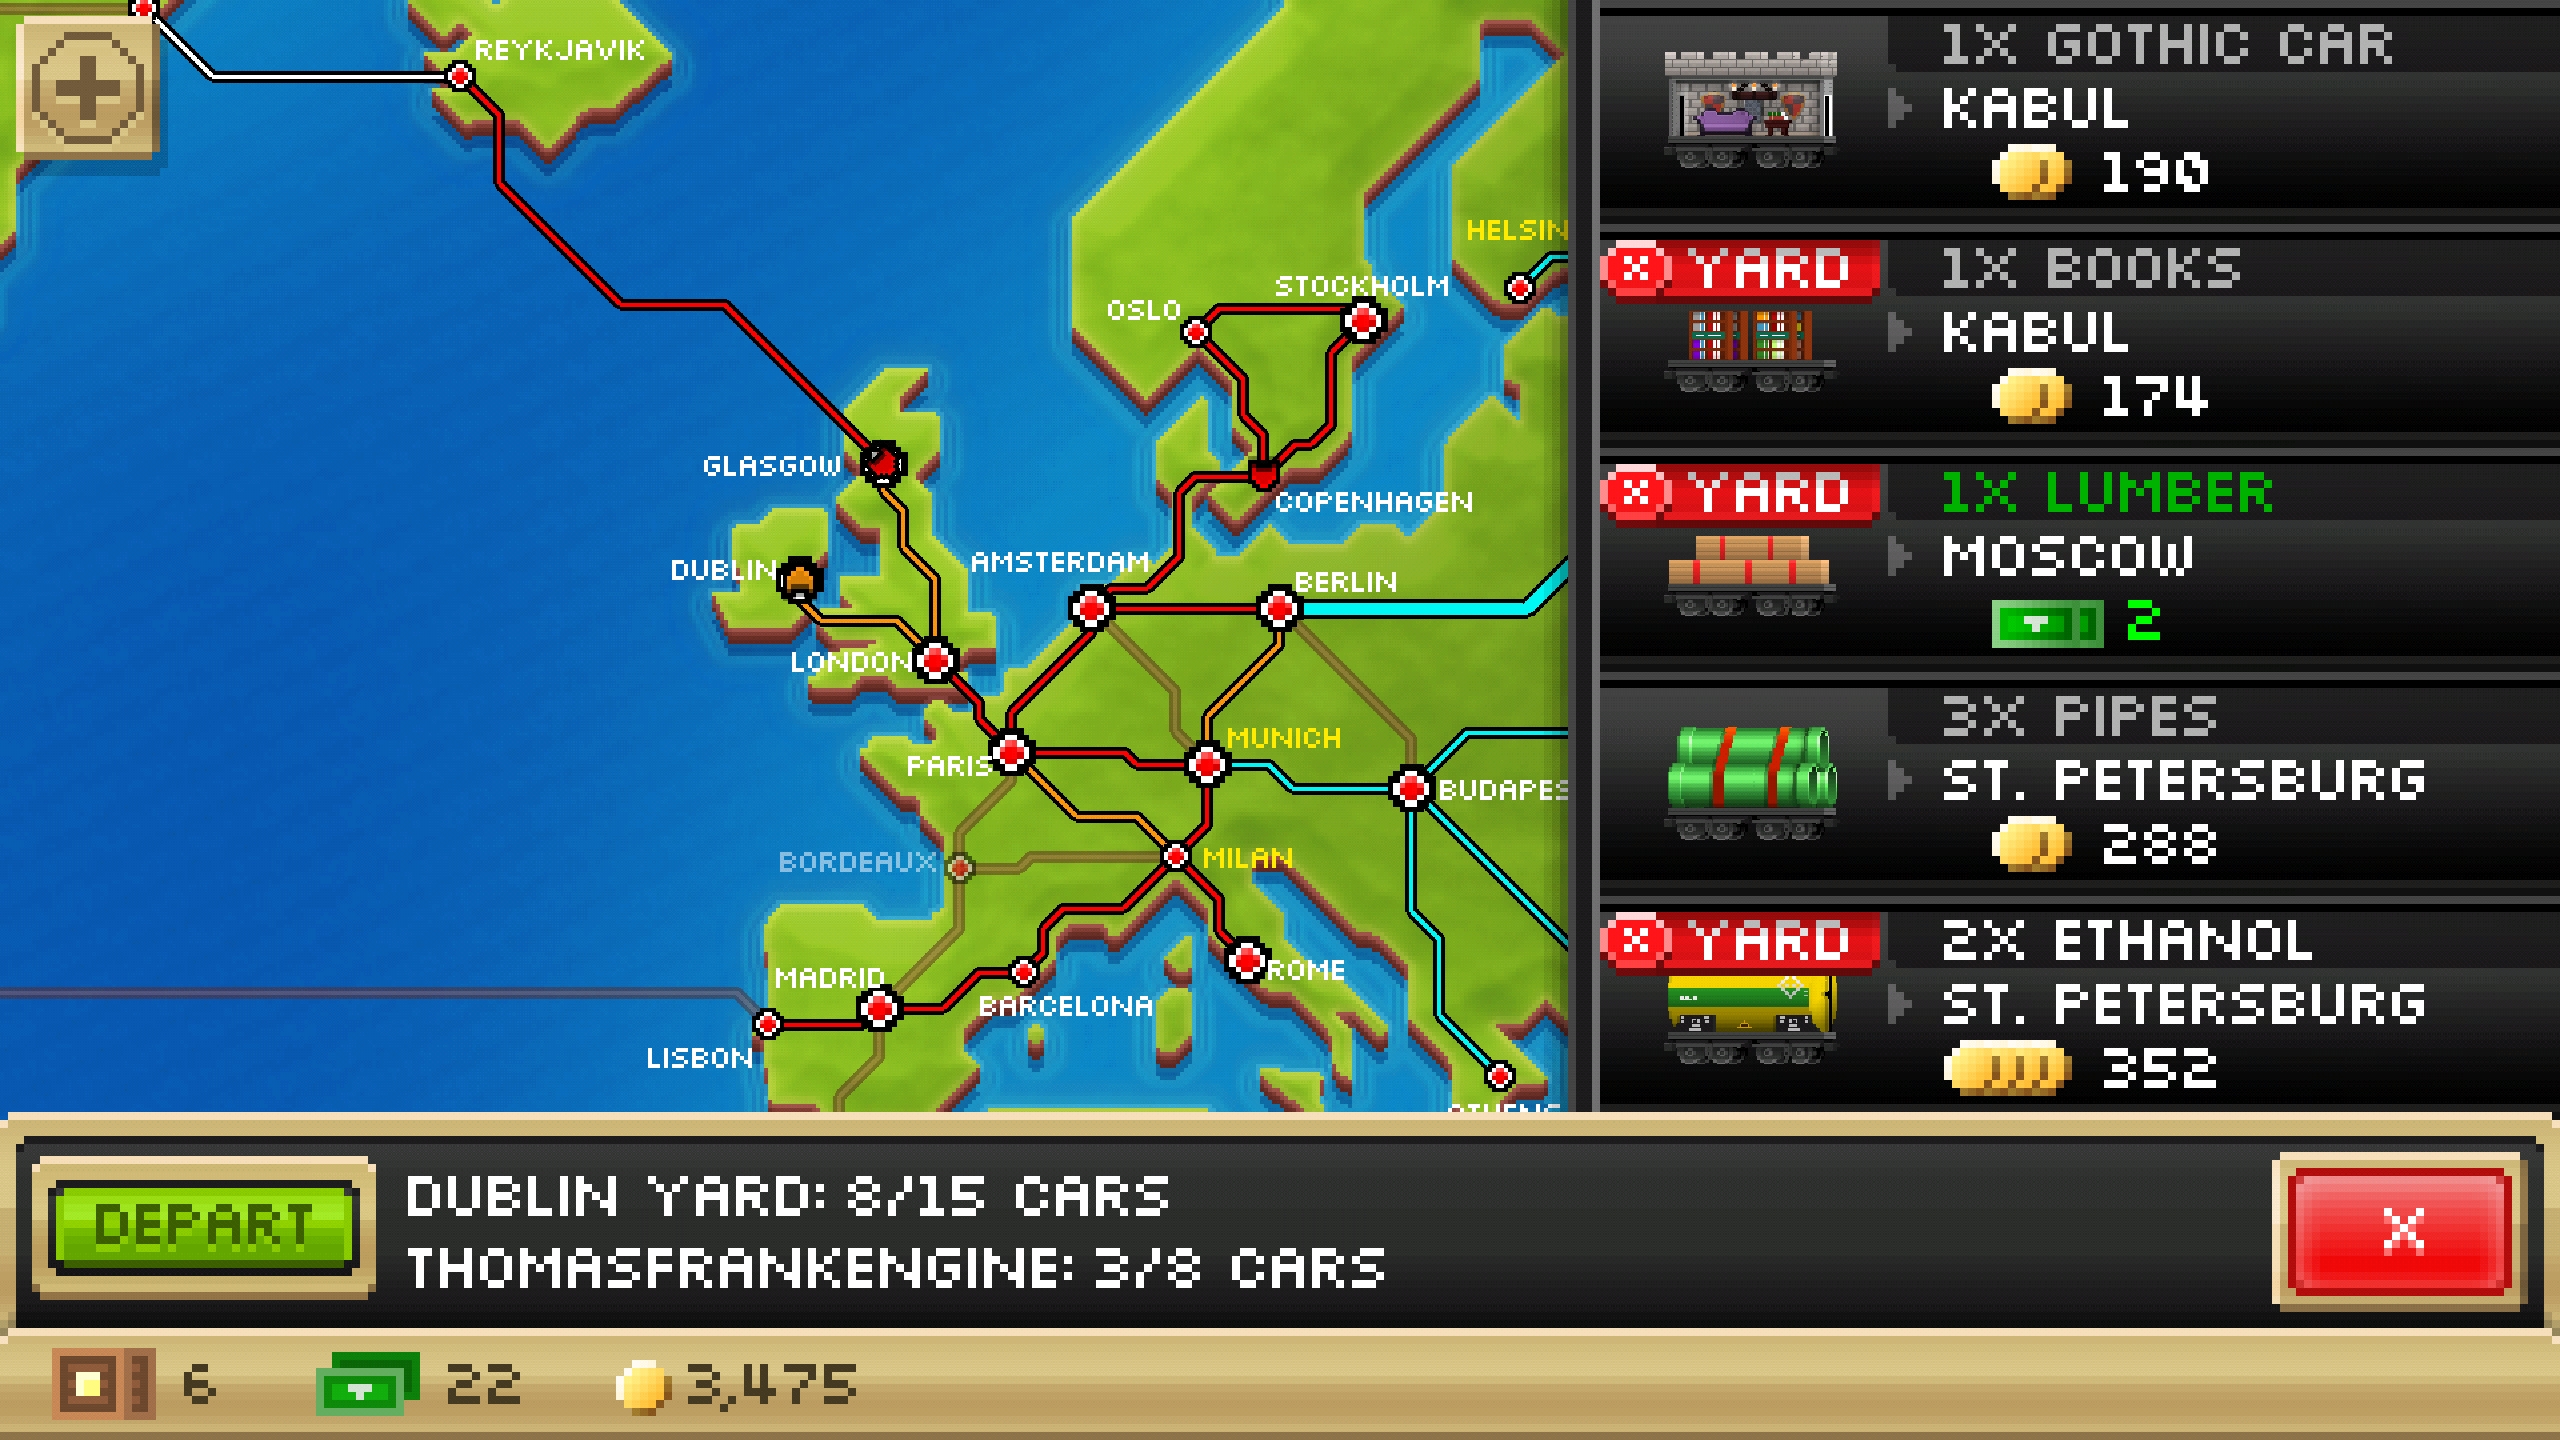 REYKJAVIK
HELSIN
STOCKHOLM
OSLO
GLASGOW
COPENHAGEN
AMSTERDAM
DUBLIN
BERLIN
LONDON
MUNICH
PARIS
BUDAPES
BORDEAUX
MILAN
MADRID
ROME
BARCELONA
LISBON
ATHENS
1X GOTHIC CAR
KABUL
190
X YARD
1X BOOKS
KABUL
174
X YARD
1X LUMBER
MOSCOW
2
3X PIPES
ST. PETERSBURG
288
X YARD
2X ETHANOL
ST. PETERSBURG
352
DEPART
DUBLIN YARD: 8/15 CARS
THOMASFRANKENGINE: 3/8 CARS
X
6
22
3,475